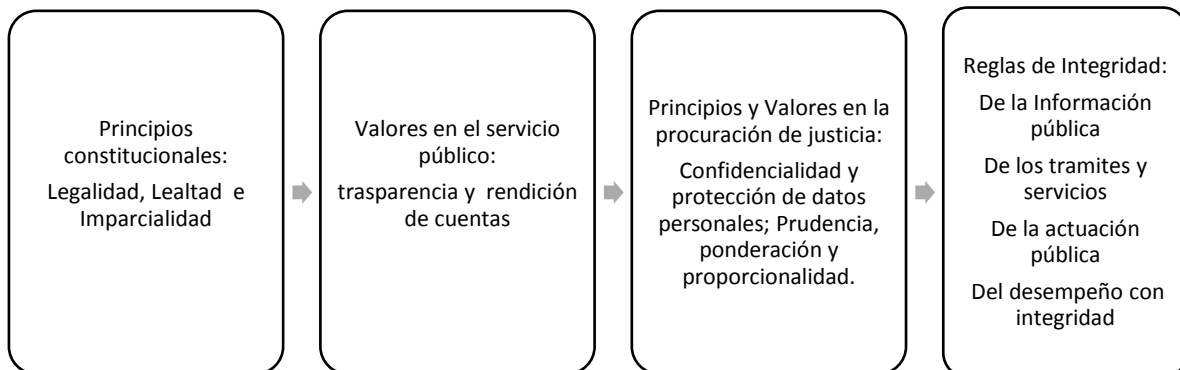 Principios
constitucionales:
Legalidad, Lealtad e
Imparcialidad
Valores en el servicio
público:
trasparencia y rendición
de cuentas
Principios y Valores en la
procuración de justicia:
Confidencialidad y
protección de datos
personales; Prudencia,
ponderación y
proporcionalidad.
Reglas de Integridad:
De la Información
pública
De los tramites y
servicios
De la actuación
pública
Del desempeño con
integridad